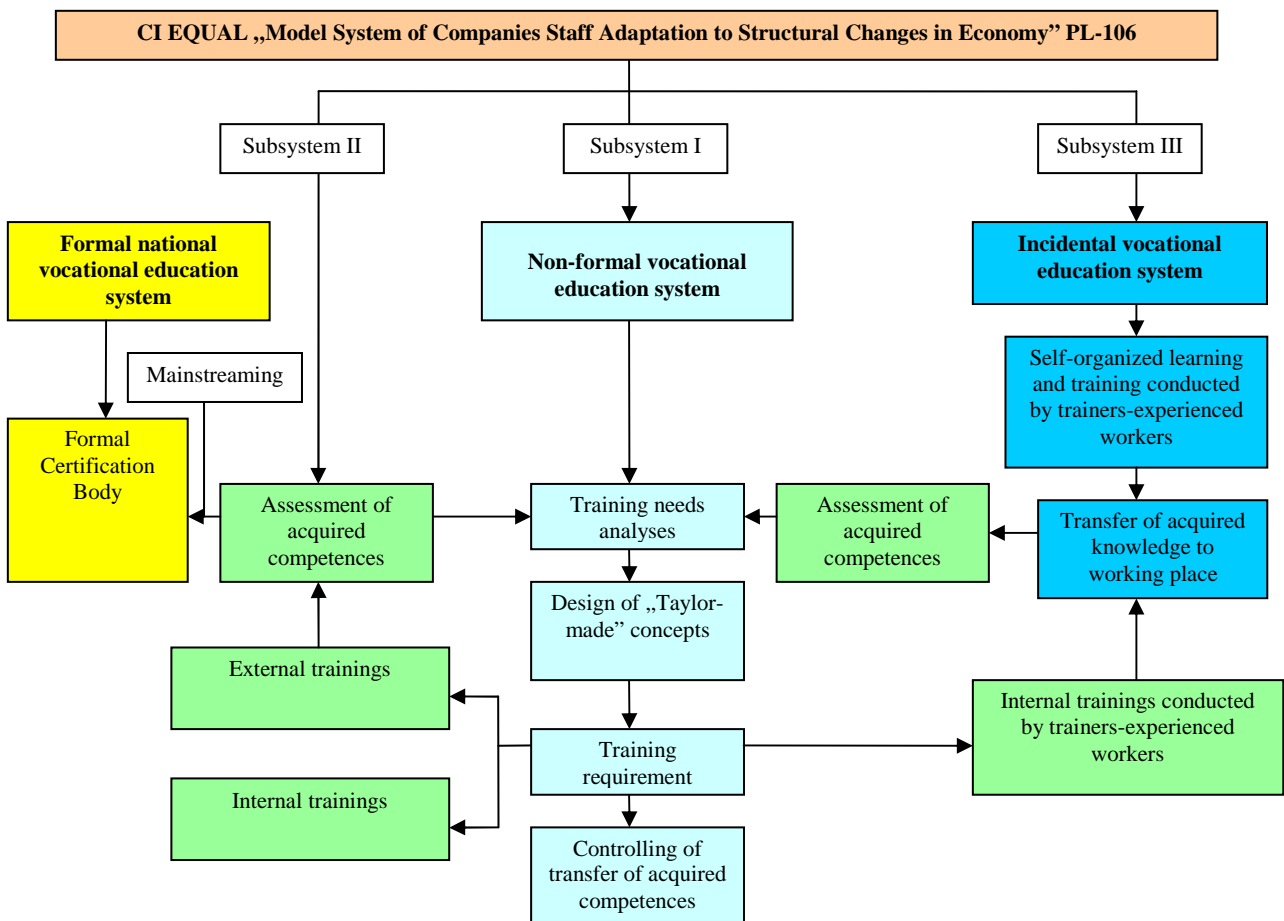 CI EQUAL „Model System of Companies Staff Adaptation to Structural Changes in Economy” PL-106
Subsystem II
Subsystem I
Subsystem III
Formal national
vocational education
system
Non-formal vocational
education system
Incidental vocational
education system
Mainstreaming
Self-organized learning
and training conducted
by trainers-experienced
workers
Formal
Certification
Body
Assessment of
acquired
competences
Training needs
analyses
Assessment of
acquired
competences
Transfer of acquired
knowledge to
working place
Design of „Taylor-
made” concepts
External trainings
Internal trainings conducted
by trainers-experienced
workers
Training
requirement
Internal trainings
Controlling of
transfer of acquired
competences